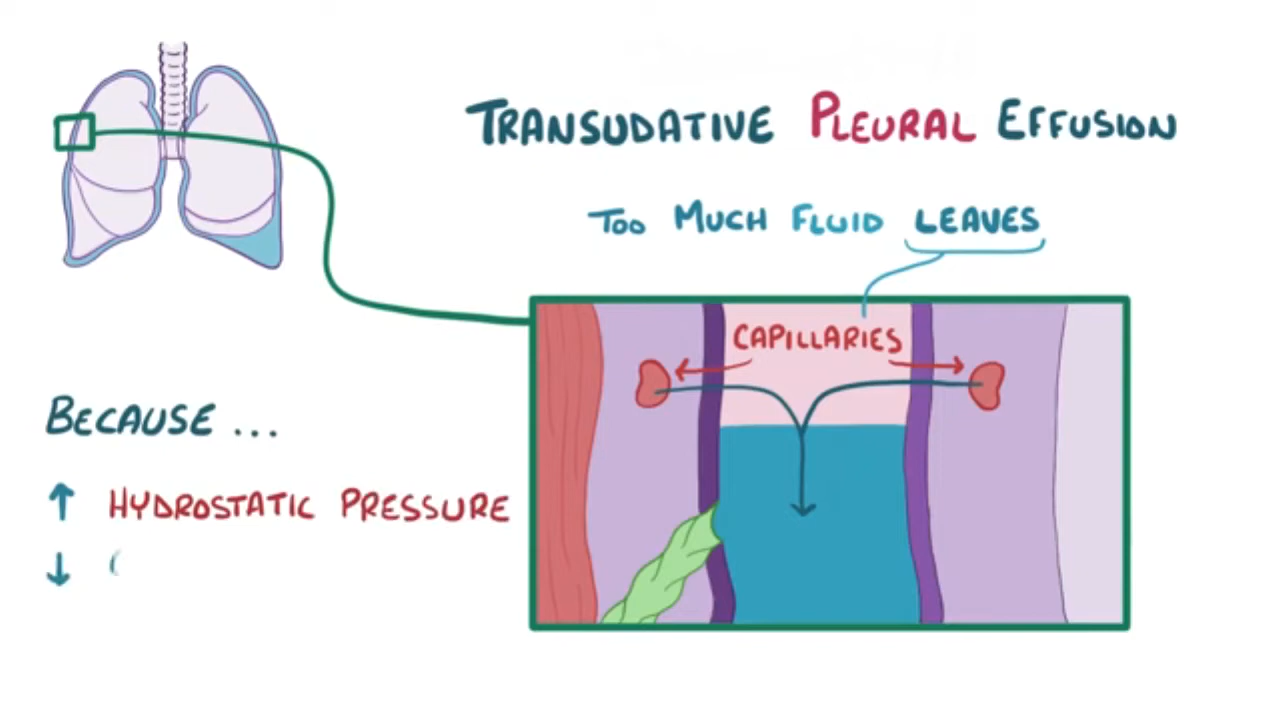 TRANSUDATIVE PLEURAL EFFUSION
TOO MUCH FLUID LEAVES
CAPILLARIES
BECAUSE ...
↑ HYDROSTATIC PRESSURE
↓